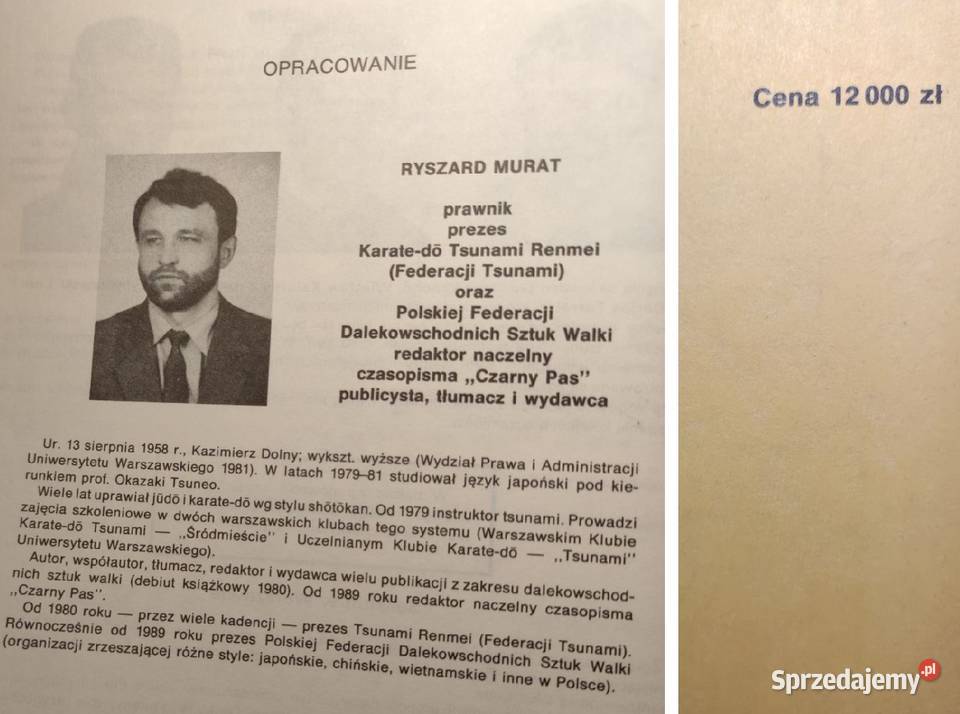 OPRACOWANIE
RYSZARD MURAT
prawnik
prezes
Karate-dō Tsunami Renmei
(Federacji Tsunami)
oraz
Polskiej Federacji
Dalekowschodnich Sztuk Walki
redaktor naczelny
czasopisma „Czarny Pas”
publicysta, tłumacz i wydawca
Ur. 13 sierpnia 1958 r., Kazimierz Dolny; wykszt. wyższe (Wydział Prawa i Administracji
Uniwersytetu Warszawskiego 1981). W latach 1979–81 studiował język japoński pod kie-
runkiem prof. Okazaki Tsuneo.
Wiele lat uprawiał jūdō i karate-dō wg stylu shōtōkan. Od 1979 instruktor tsunami. Prowadzi
zajęcia szkoleniowe w dwóch warszawskich klubach tego systemu (Warszawskim Klubie
Karate-dō Tsunami — „Śródmieście” i Uczelnianym Klubie Karate-dō — „Tsunami”
Uniwersytetu Warszawskiego).
Autor, współautor, tłumacz, redaktor i wydawca wielu publikacji z zakresu dalekowschod-
nich sztuk walki (debiut książkowy 1980). Od 1989 roku redaktor naczelny czasopisma
„Czarny Pas”.
Od 1980 roku — przez wiele kadencji — prezes Tsunami Renmei (Federacji Tsunami).
Równocześnie od 1989 roku prezes Polskiej Federacji Dalekowschodnich Sztuk Walki
(organizacji zrzeszającej różne style: japońskie, chińskie, wietnamskie i inne w Polsce).
Cena 12 000 zł
Sprzedajemy.pl